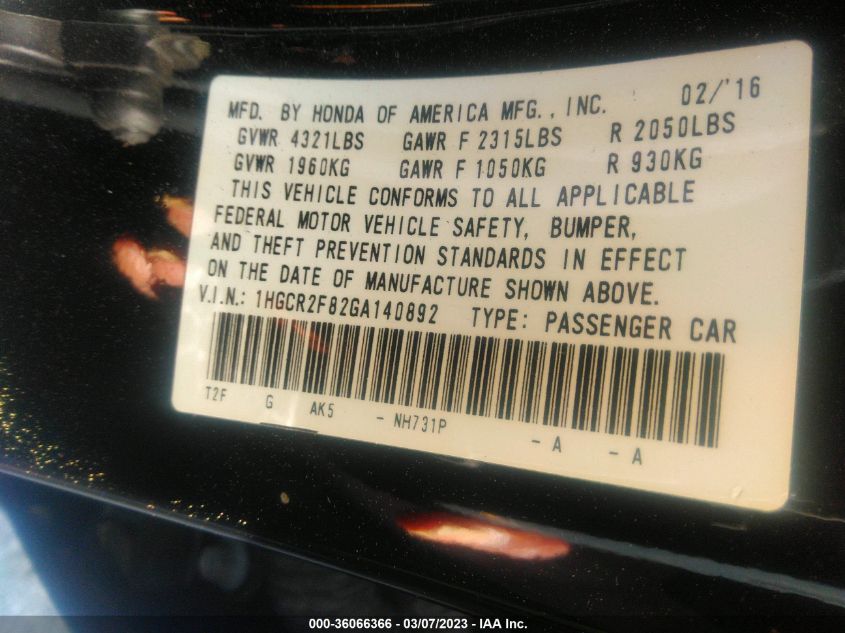 MFD. BY HONDA OF AMERICA MFG., INC. 02/'16
GVWR 4321LBS GAWR F 2315LBS R 2050LBS
GVWR 1960KG GAWR F 1050KG R 930KG
THIS VEHICLE CONFORMS TO ALL APPLICABLE
FEDERAL MOTOR VEHICLE SAFETY, BUMPER,
AND THEFT PREVENTION STANDARDS IN EFFECT
ON THE DATE OF MANUFACTURE SHOWN ABOVE.
V.I.N.: 1HGCR2F82GA140892 TYPE: PASSENGER CAR
T2F G AK5 - NH731P - A - A
000-36066366 - 03/07/2023 - IAA Inc.